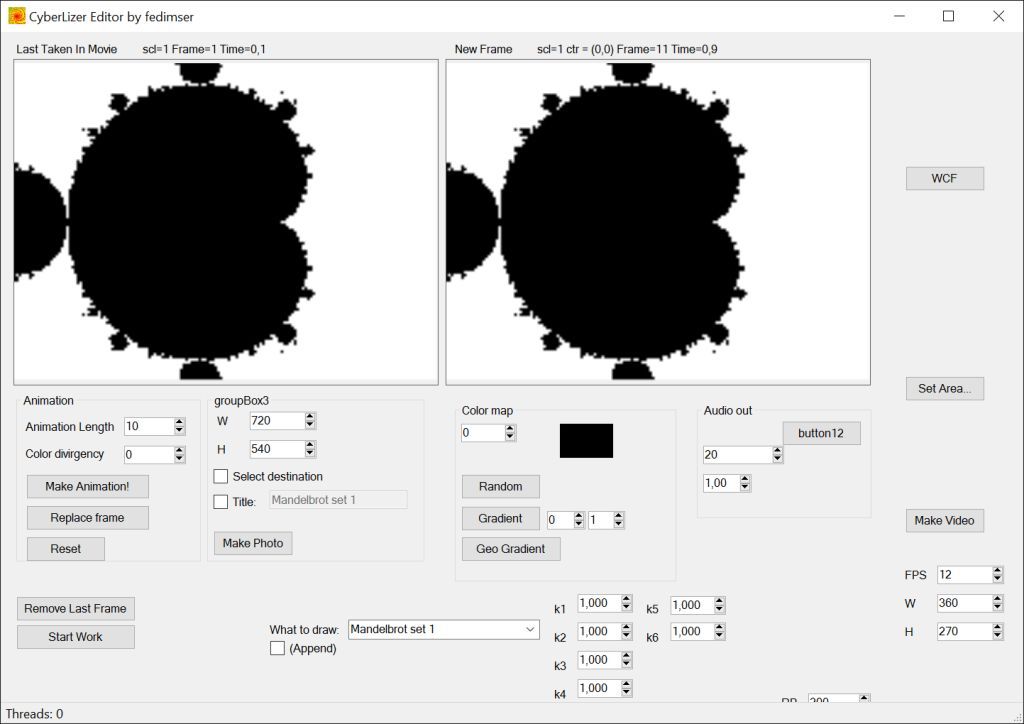 CyberLizer Editor by fedimser
Last Taken In Movie scl=1 Frame=1 Time=0,1
New Frame scl=1 ctr = (0,0) Frame=11 Time=0,9
WCF
Set Area...
Animation
Animation Length 10
Color divirgency 0
Make Animation!
Replace frame
Reset
groupBox3
W 720
H 540
Select destination
Title: Mandelbrot set 1
Make Photo
Color map
0
Random
Gradient 0 1
Geo Gradient
Audio out
button12
20
1,00
Make Video
FPS 12
W 360
H 270
Remove Last Frame
Start Work
What to draw: Mandelbrot set 1
(Append)
k1 1,000 k5 1,000
k2 1,000 k6 1,000
k3 1,000
k4 1,000
Threads: 0